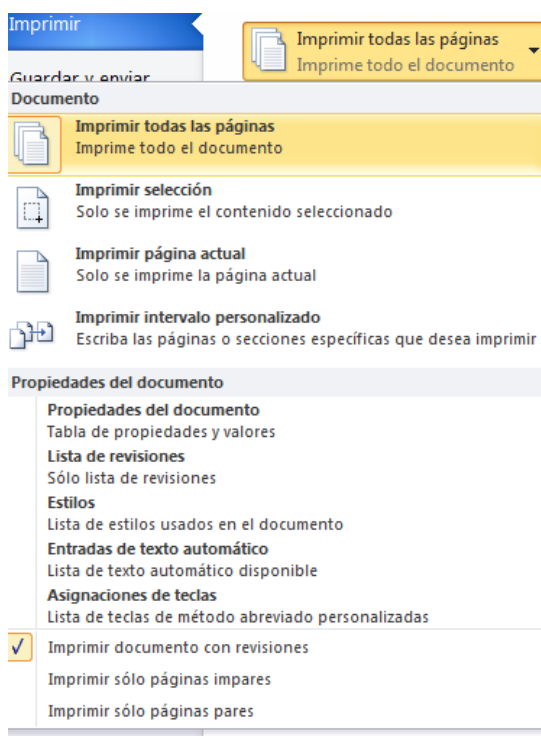 Imprimir
Imprimir todas las páginas
Imprime todo el documento
Guardar y enviar
Documento
Imprimir todas las páginas
Imprime todo el documento
Imprimir selección
Solo se imprime el contenido seleccionado
Imprimir página actual
Solo se imprime la página actual
Imprimir intervalo personalizado
Escriba las páginas o secciones específicas que desea imprimir
Propiedades del documento
Propiedades del documento
Tabla de propiedades y valores
Lista de revisiones
Sólo lista de revisiones
Estilos
Lista de estilos usados en el documento
Entradas de texto automático
Lista de texto automático disponible
Asignaciones de teclas
Lista de teclas de método abreviado personalizadas
Imprimir documento con revisiones
Imprimir sólo páginas impares
Imprimir sólo páginas pares